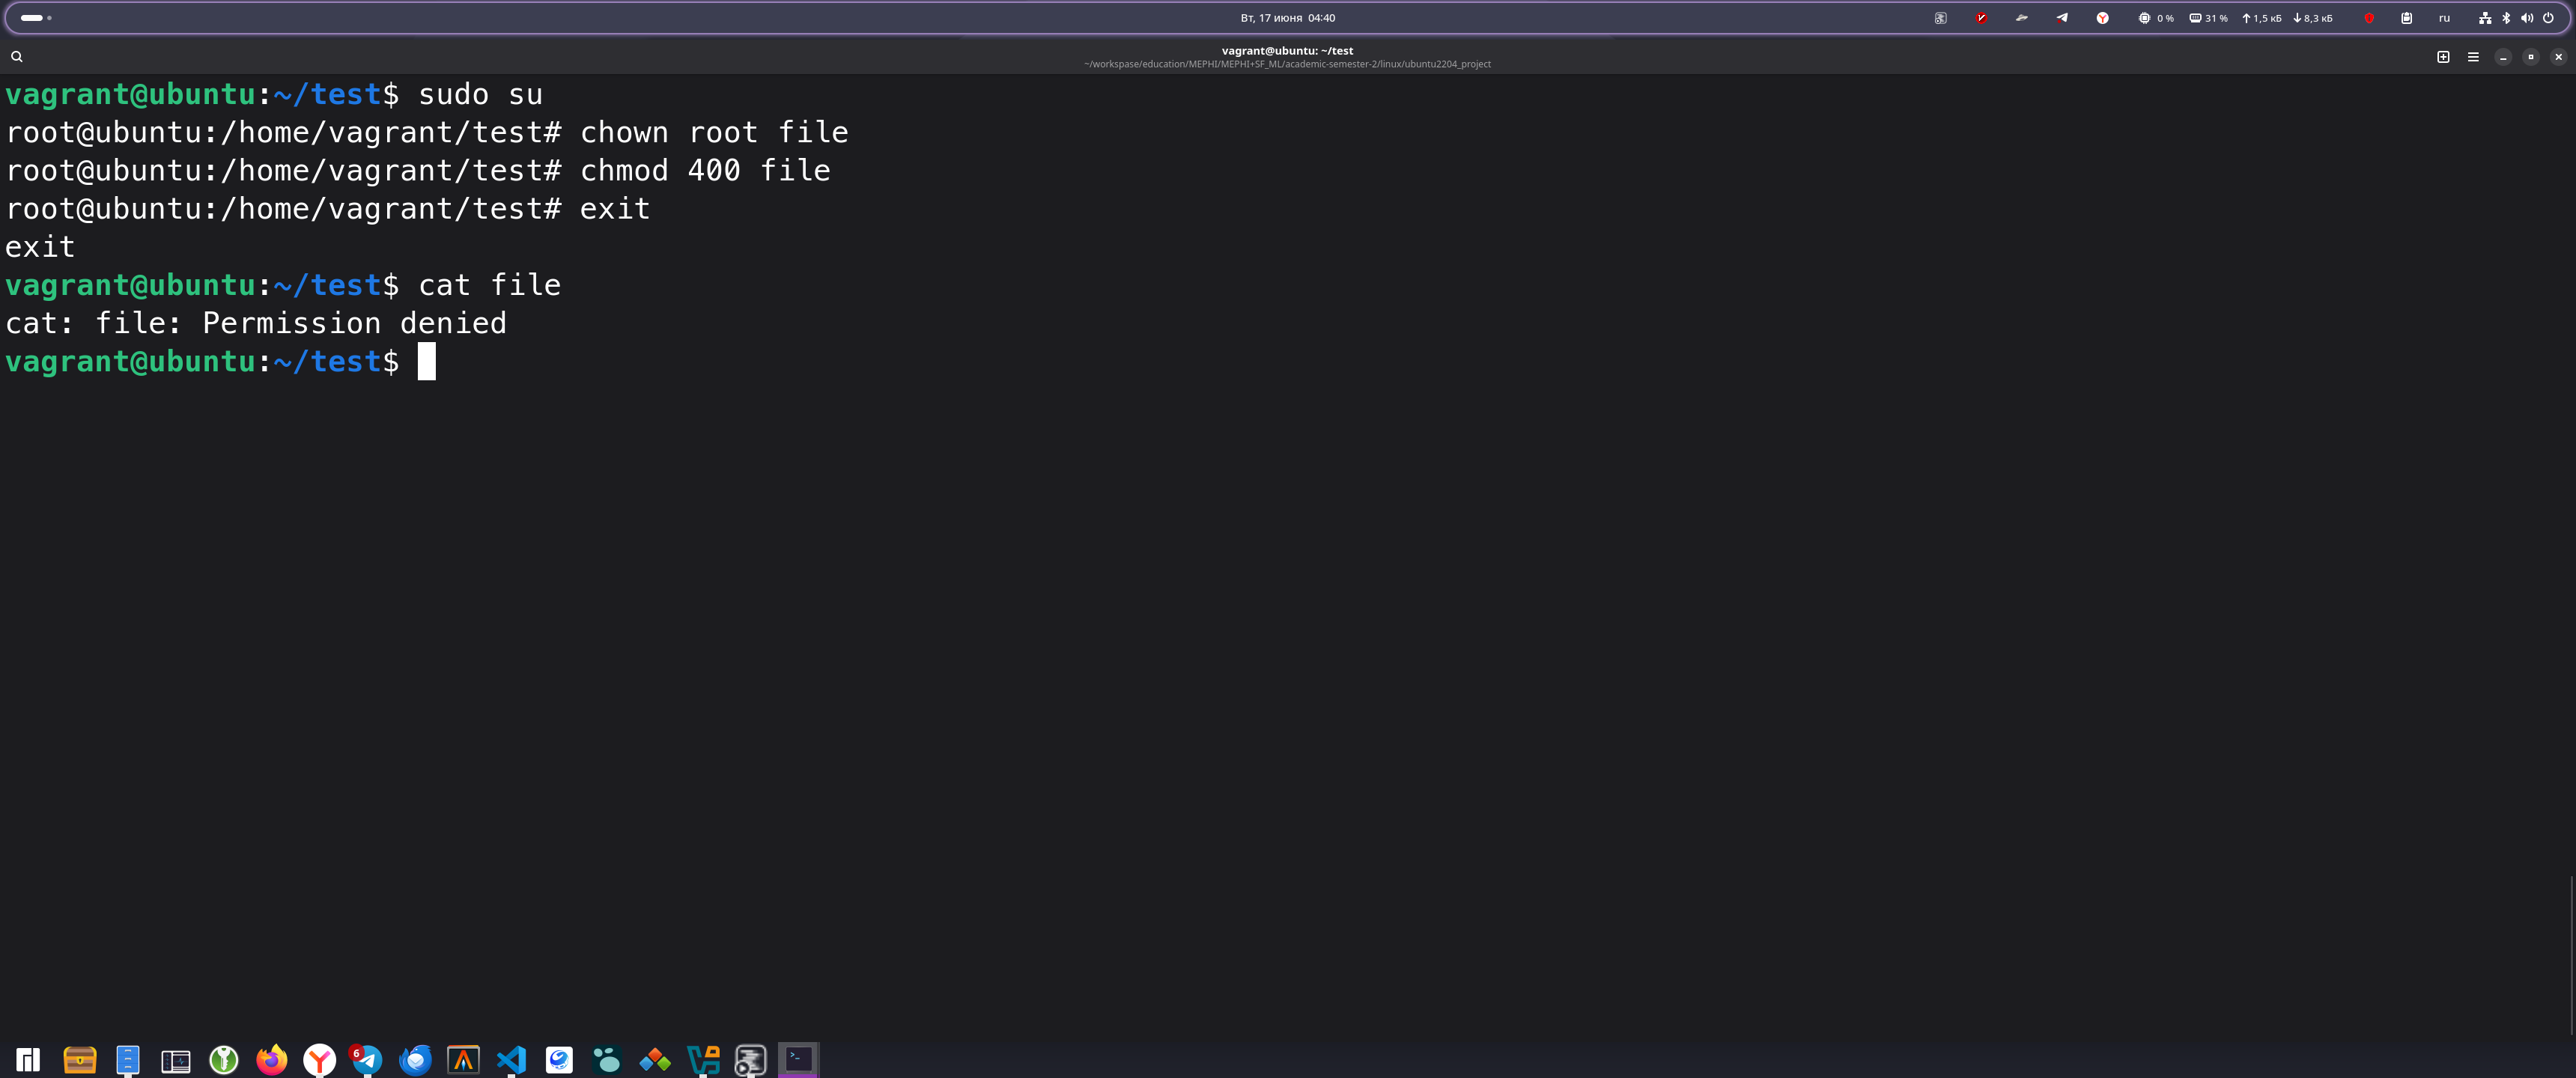 Вт, 17 июня 04:40
0 % 31 % 1,5 кБ 8,3 кБ ru
vagrant@ubuntu: ~/test
~/workspase/education/MEPHI/MEPHI+SF_ML/academic-semester-2/linux/ubuntu2204_project
vagrant@ubuntu:~/test$ sudo su
root@ubuntu:/home/vagrant/test# chown root file
root@ubuntu:/home/vagrant/test# chmod 400 file
root@ubuntu:/home/vagrant/test# exit
exit
vagrant@ubuntu:~/test$ cat file
cat: file: Permission denied
vagrant@ubuntu:~/test$
6